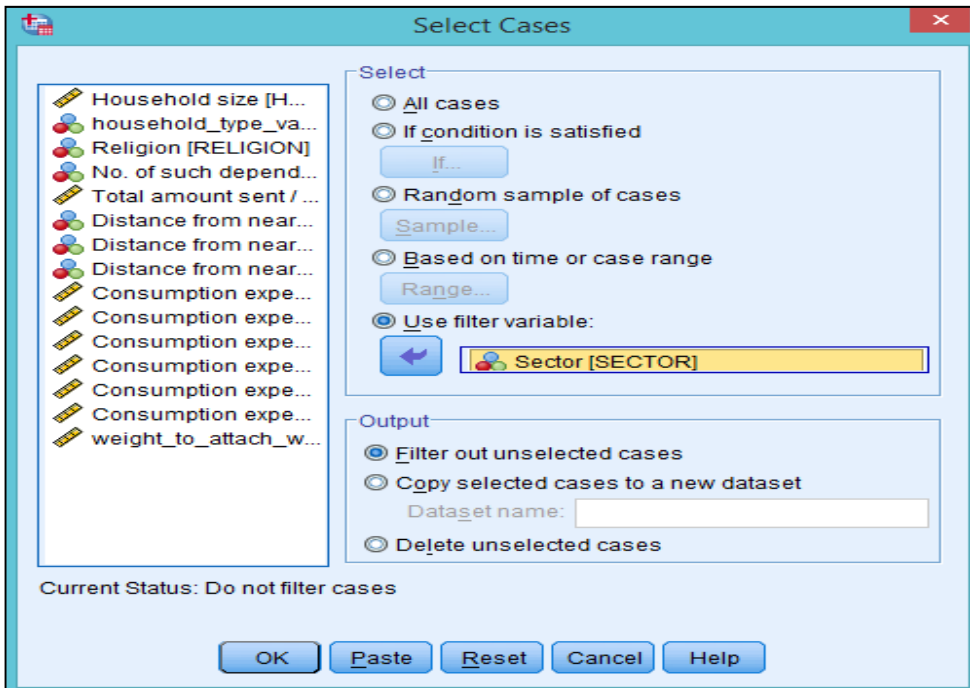 Select Cases
Household size [H...
household_type_va...
Religion [RELIGION]
No. of such depend...
Total amount sent / ...
Distance from near...
Distance from near...
Distance from near...
Consumption expe...
Consumption expe...
Consumption expe...
Consumption expe...
Consumption expe...
Consumption expe...
weight_to_attach_w...
Select
All cases
If condition is satisfied
If...
Random sample of cases
Sample...
Based on time or case range
Range...
Use filter variable:
Sector [SECTOR]
Output
Filter out unselected cases
Copy selected cases to a new dataset
Dataset name:
Delete unselected cases
Current Status: Do not filter cases
OK Paste Reset Cancel Help